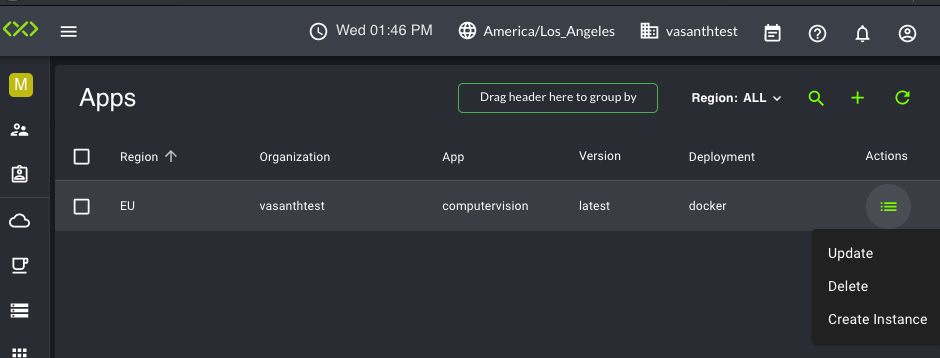 Wed 01:46 PM
America/Los_Angeles
vasanthtest
M
Apps
Drag header here to group by
Region: ALL
Region
Organization
App
Version
Deployment
Actions
EU
vasanthtest
computervision
latest
docker
Update
Delete
Create Instance